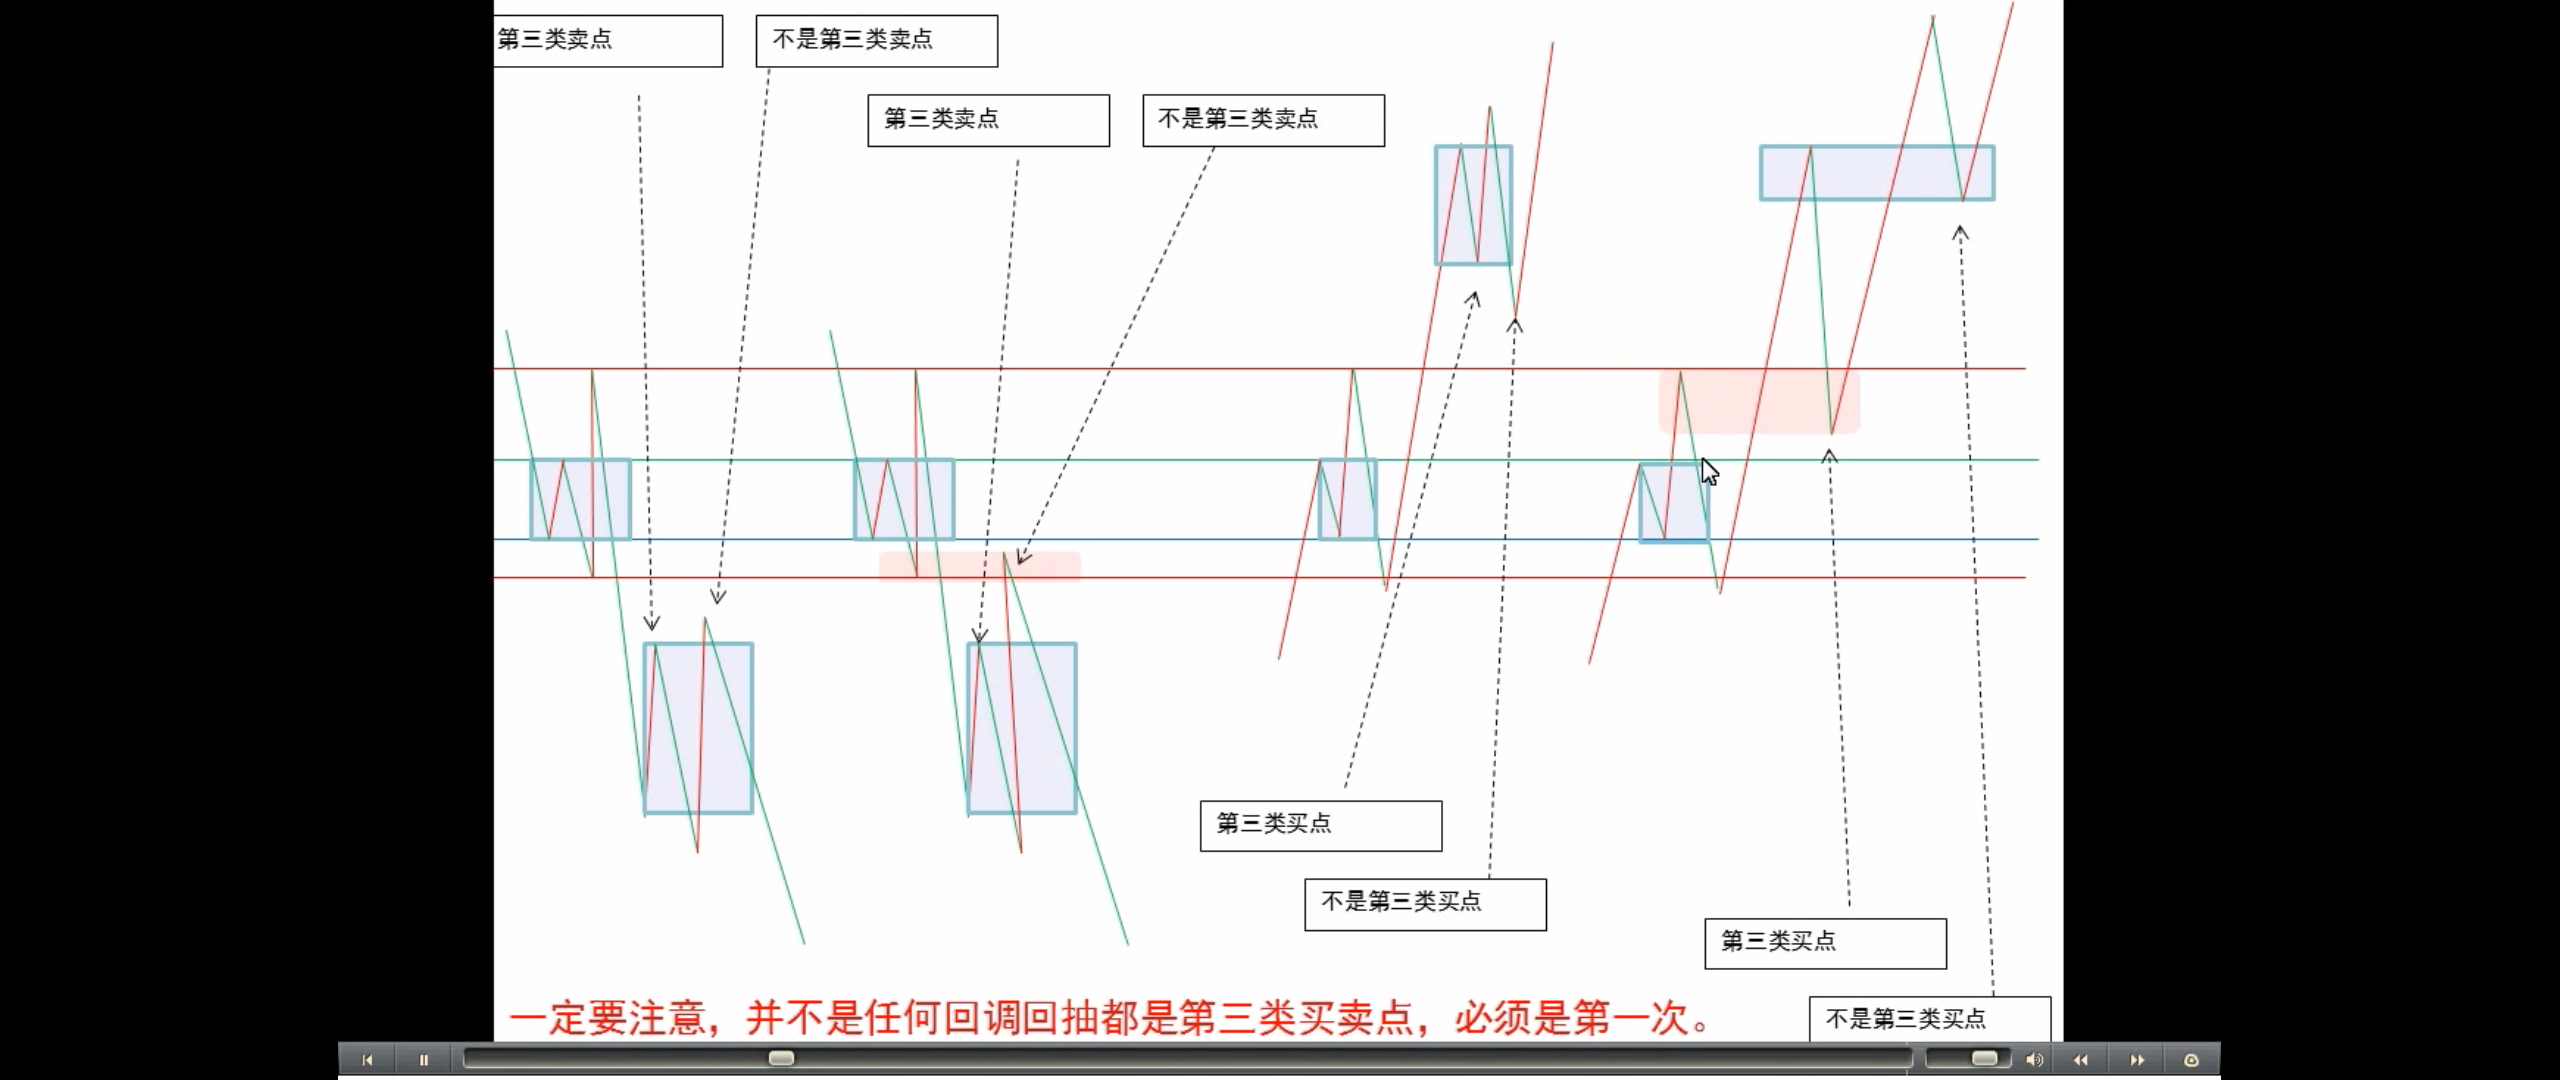 第三类卖点
不是第三类卖点
第三类卖点
不是第三类卖点
第三类买点
不是第三类买点
第三类买点
不是第三类买点
一定要注意，并不是任何回调回抽都是第三类买卖点，必须是第一次。